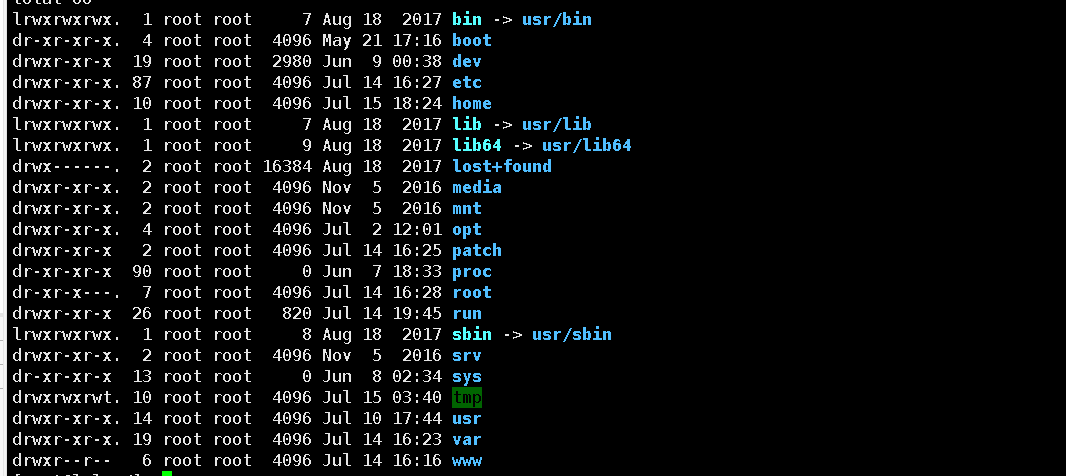 lrwxrwxrwx.  1 root root     7 Aug 18  2017 bin -> usr/bin
dr-xr-xr-x.  4 root root  4096 May 21 17:16 boot
drwxr-xr-x  19 root root  2980 Jun  9 00:38 dev
drwxr-xr-x. 87 root root  4096 Jul 14 16:27 etc
drwxr-xr-x. 10 root root  4096 Jul 15 18:24 home
lrwxrwxrwx.  1 root root     7 Aug 18  2017 lib -> usr/lib
lrwxrwxrwx.  1 root root     9 Aug 18  2017 lib64 -> usr/lib64
drwx------.  2 root root 16384 Aug 18  2017 lost+found
drwxr-xr-x.  2 root root  4096 Nov  5  2016 media
drwxr-xr-x.  2 root root  4096 Nov  5  2016 mnt
drwxr-xr-x.  4 root root  4096 Jul  2 12:01 opt
drwxr-xr-x   2 root root  4096 Jul 14 16:25 patch
dr-xr-xr-x  90 root root     0 Jun  7 18:33 proc
dr-xr-x---.  7 root root  4096 Jul 14 16:28 root
drwxr-xr-x  26 root root   820 Jul 14 19:45 run
lrwxrwxrwx.  1 root root     8 Aug 18  2017 sbin -> usr/sbin
drwxr-xr-x.  2 root root  4096 Nov  5  2016 srv
dr-xr-xr-x  13 root root     0 Jun  8 02:34 sys
drwxrwxrwt. 10 root root  4096 Jul 15 03:40 tmp
drwxr-xr-x. 14 root root  4096 Jul 10 17:44 usr
drwxr-xr-x. 19 root root  4096 Jul 14 16:23 var
drwxr--r--   6 root root  4096 Jul 14 16:16 www